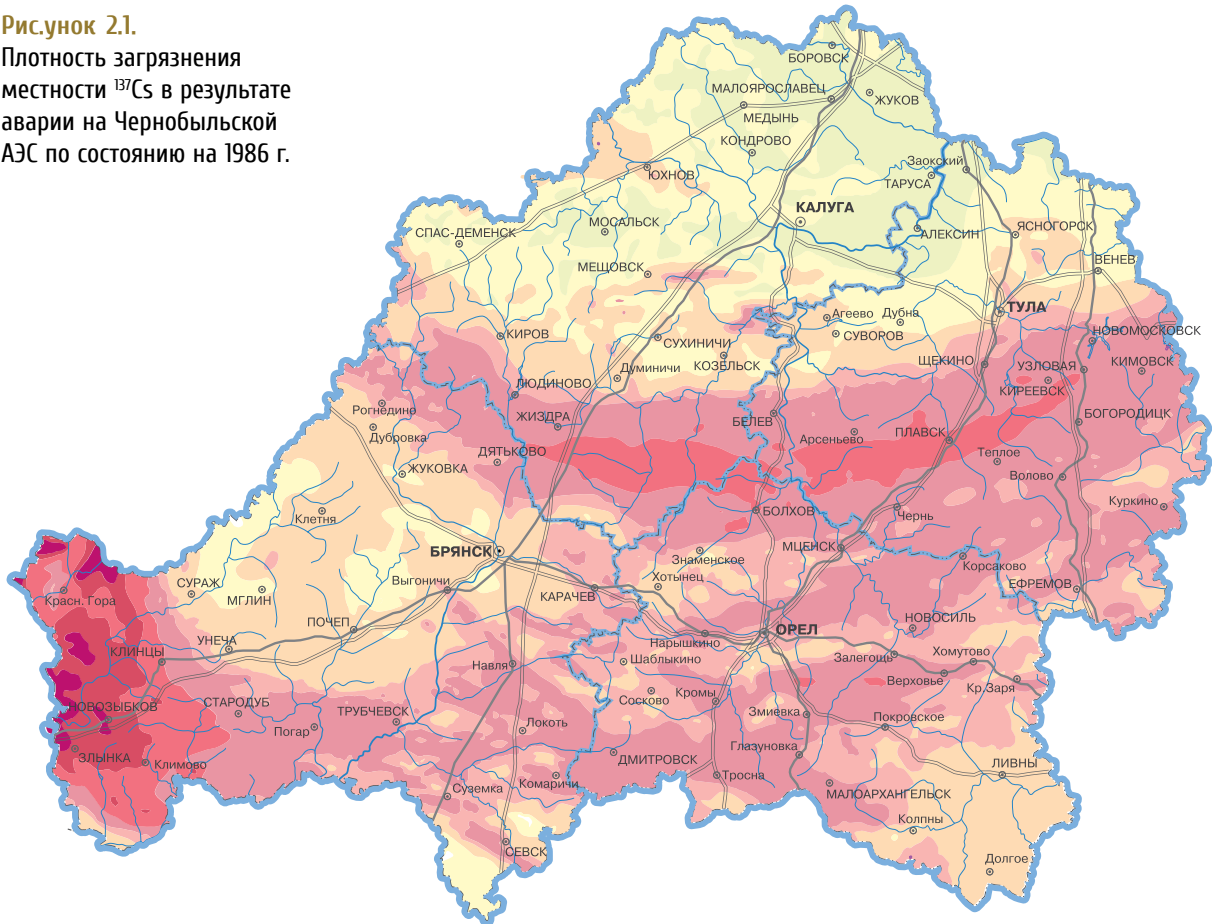 Рис.унок 2.1.
Плотность загрязнения
местности ¹³⁷Cs в результате
аварии на Чернобыльской
АЭС по состоянию на 1986 г.
БОРОВСК
МАЛОЯРОСЛАВЕЦ
ЖУКОВ
МЕДЫНЬ
КОНДРОВО
Заокский
ЮХНОВ
ТАРУСА
КАЛУГА
МОСАЛЬСК
СПАС-ДЕМЕНСК
АЛЕКСИН
ЯСНОГОРСК
МЕЩОВСК
ВЕНЕВ
ТУЛА
Агеево
Дубна
КИРОВ
СУВОРОВ
НОВОМОСКОВСК
СУХИНИЧИ
ЩЕКИНО
УЗЛОВАЯ
КИМОВСК
Думиничи
КОЗЕЛЬСК
ЛЮДИНОВО
КИРЕЕВСК
Рогнедино
ЖИЗДРА
БЕЛЕВ
БОГОРОДИЦК
Дубровка
Арсеньево
ПЛАВСК
ДЯТЬКОВО
Теплое
ЖУКОВКА
Волово
Куркино
Клетня
БОЛХОВ
Чернь
БРЯНСК
МЦЕНСК
Знаменское
Корсаково
Хотынец
СУРАЖ
Выгоничи
ЕФРЕМОВ
Красн. Гора
МГЛИН
КАРАЧЕВ
ПОЧЕП
НОВОСИЛЬ
ОРЕЛ
УНЕЧА
Нарышкино
КЛИНЦЫ
Шаблыкино
Залегощь
Хомутово
Навля
Верховье
Кр.Заря
НОВОЗЫБКОВ
СТАРОДУБ
Сосково
Кромы
ТРУБЧЕВСК
Змиевка
Покровское
Погар
Локоть
Глазуновка
ЗЛЫНКА
Климово
ДМИТРОВСК
ЛИВНЫ
Тросна
Комаричи
Суземка
МАЛОАРХАНГЕЛЬСК
Колпны
СЕВСК
Долгое